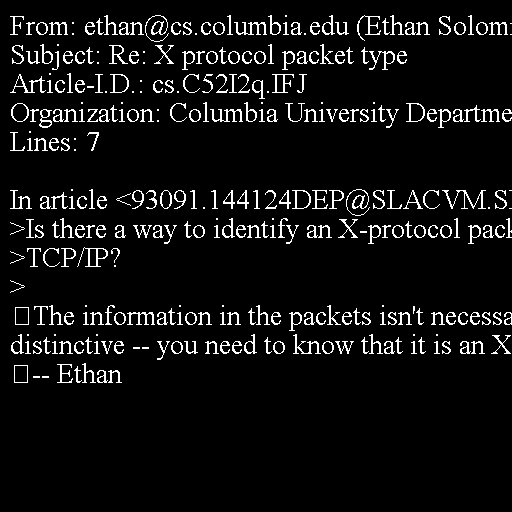 From: ethan@cs.columbia.edu (Ethan Solom
Subject: Re: X protocol packet type
Article-I.D.: cs.C52I2q.IFJ
Organization: Columbia University Departme
Lines: 7

In article <93091.144124DEP@SLACVM.S
>Is there a way to identify an X-protocol pack
>TCP/IP?
>
The information in the packets isn't necessa
distinctive -- you need to know that it is an X
-- Ethan